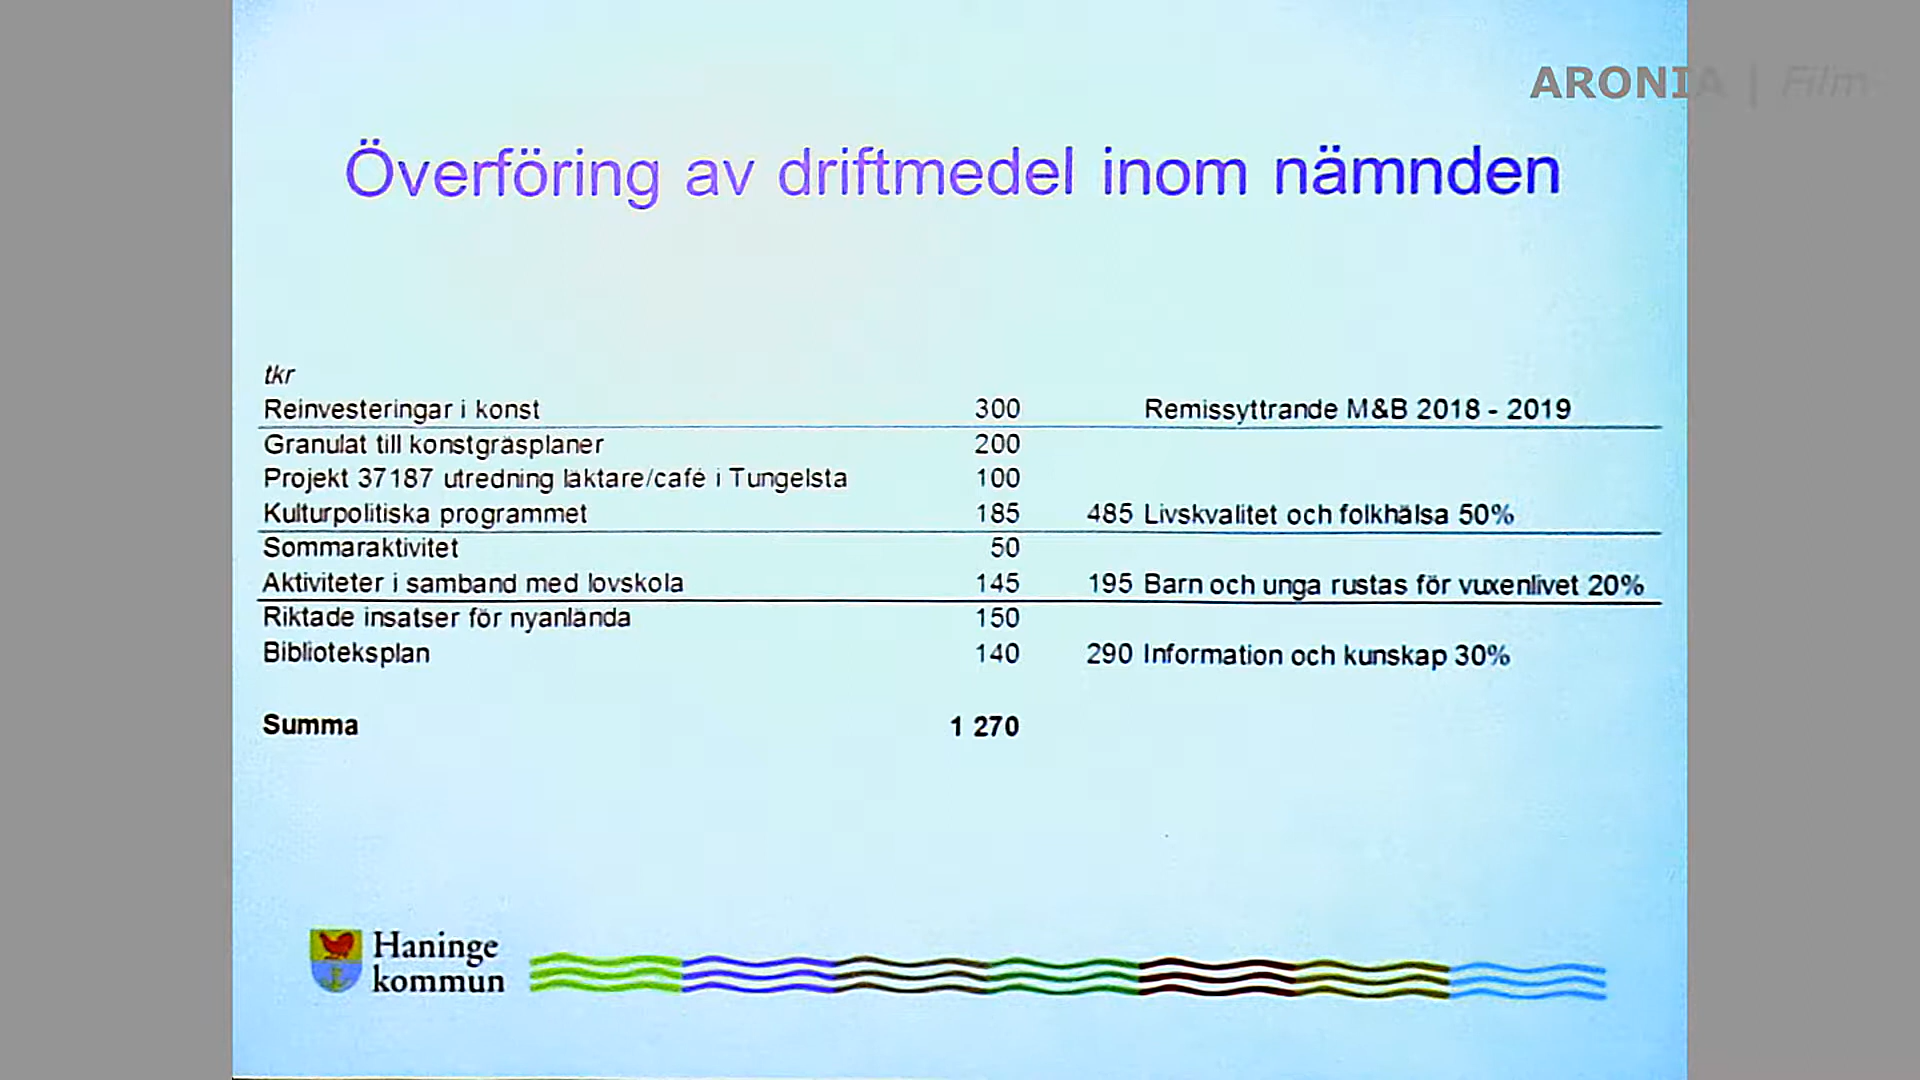 ARONIA | Film
Överföring av driftmedel inom nämnden
tkr
Reinvesteringar i konst 300 Remissyttrande M&B 2018 - 2019
Granulat till konstgräsplaner 200
Projekt 37187 utredning läktare/café i Tungelsta 100
Kulturpolitiska programmet 185 485 Livskvalitet och folkhälsa 50%
Sommaraktivitet 50
Aktiviteter i samband med lovskola 145 195 Barn och unga rustas för vuxenlivet 20%
Riktade insatser för nyanlända 150
Biblioteksplan 140 290 Information och kunskap 30%
Summa 1 270
Haninge
kommun